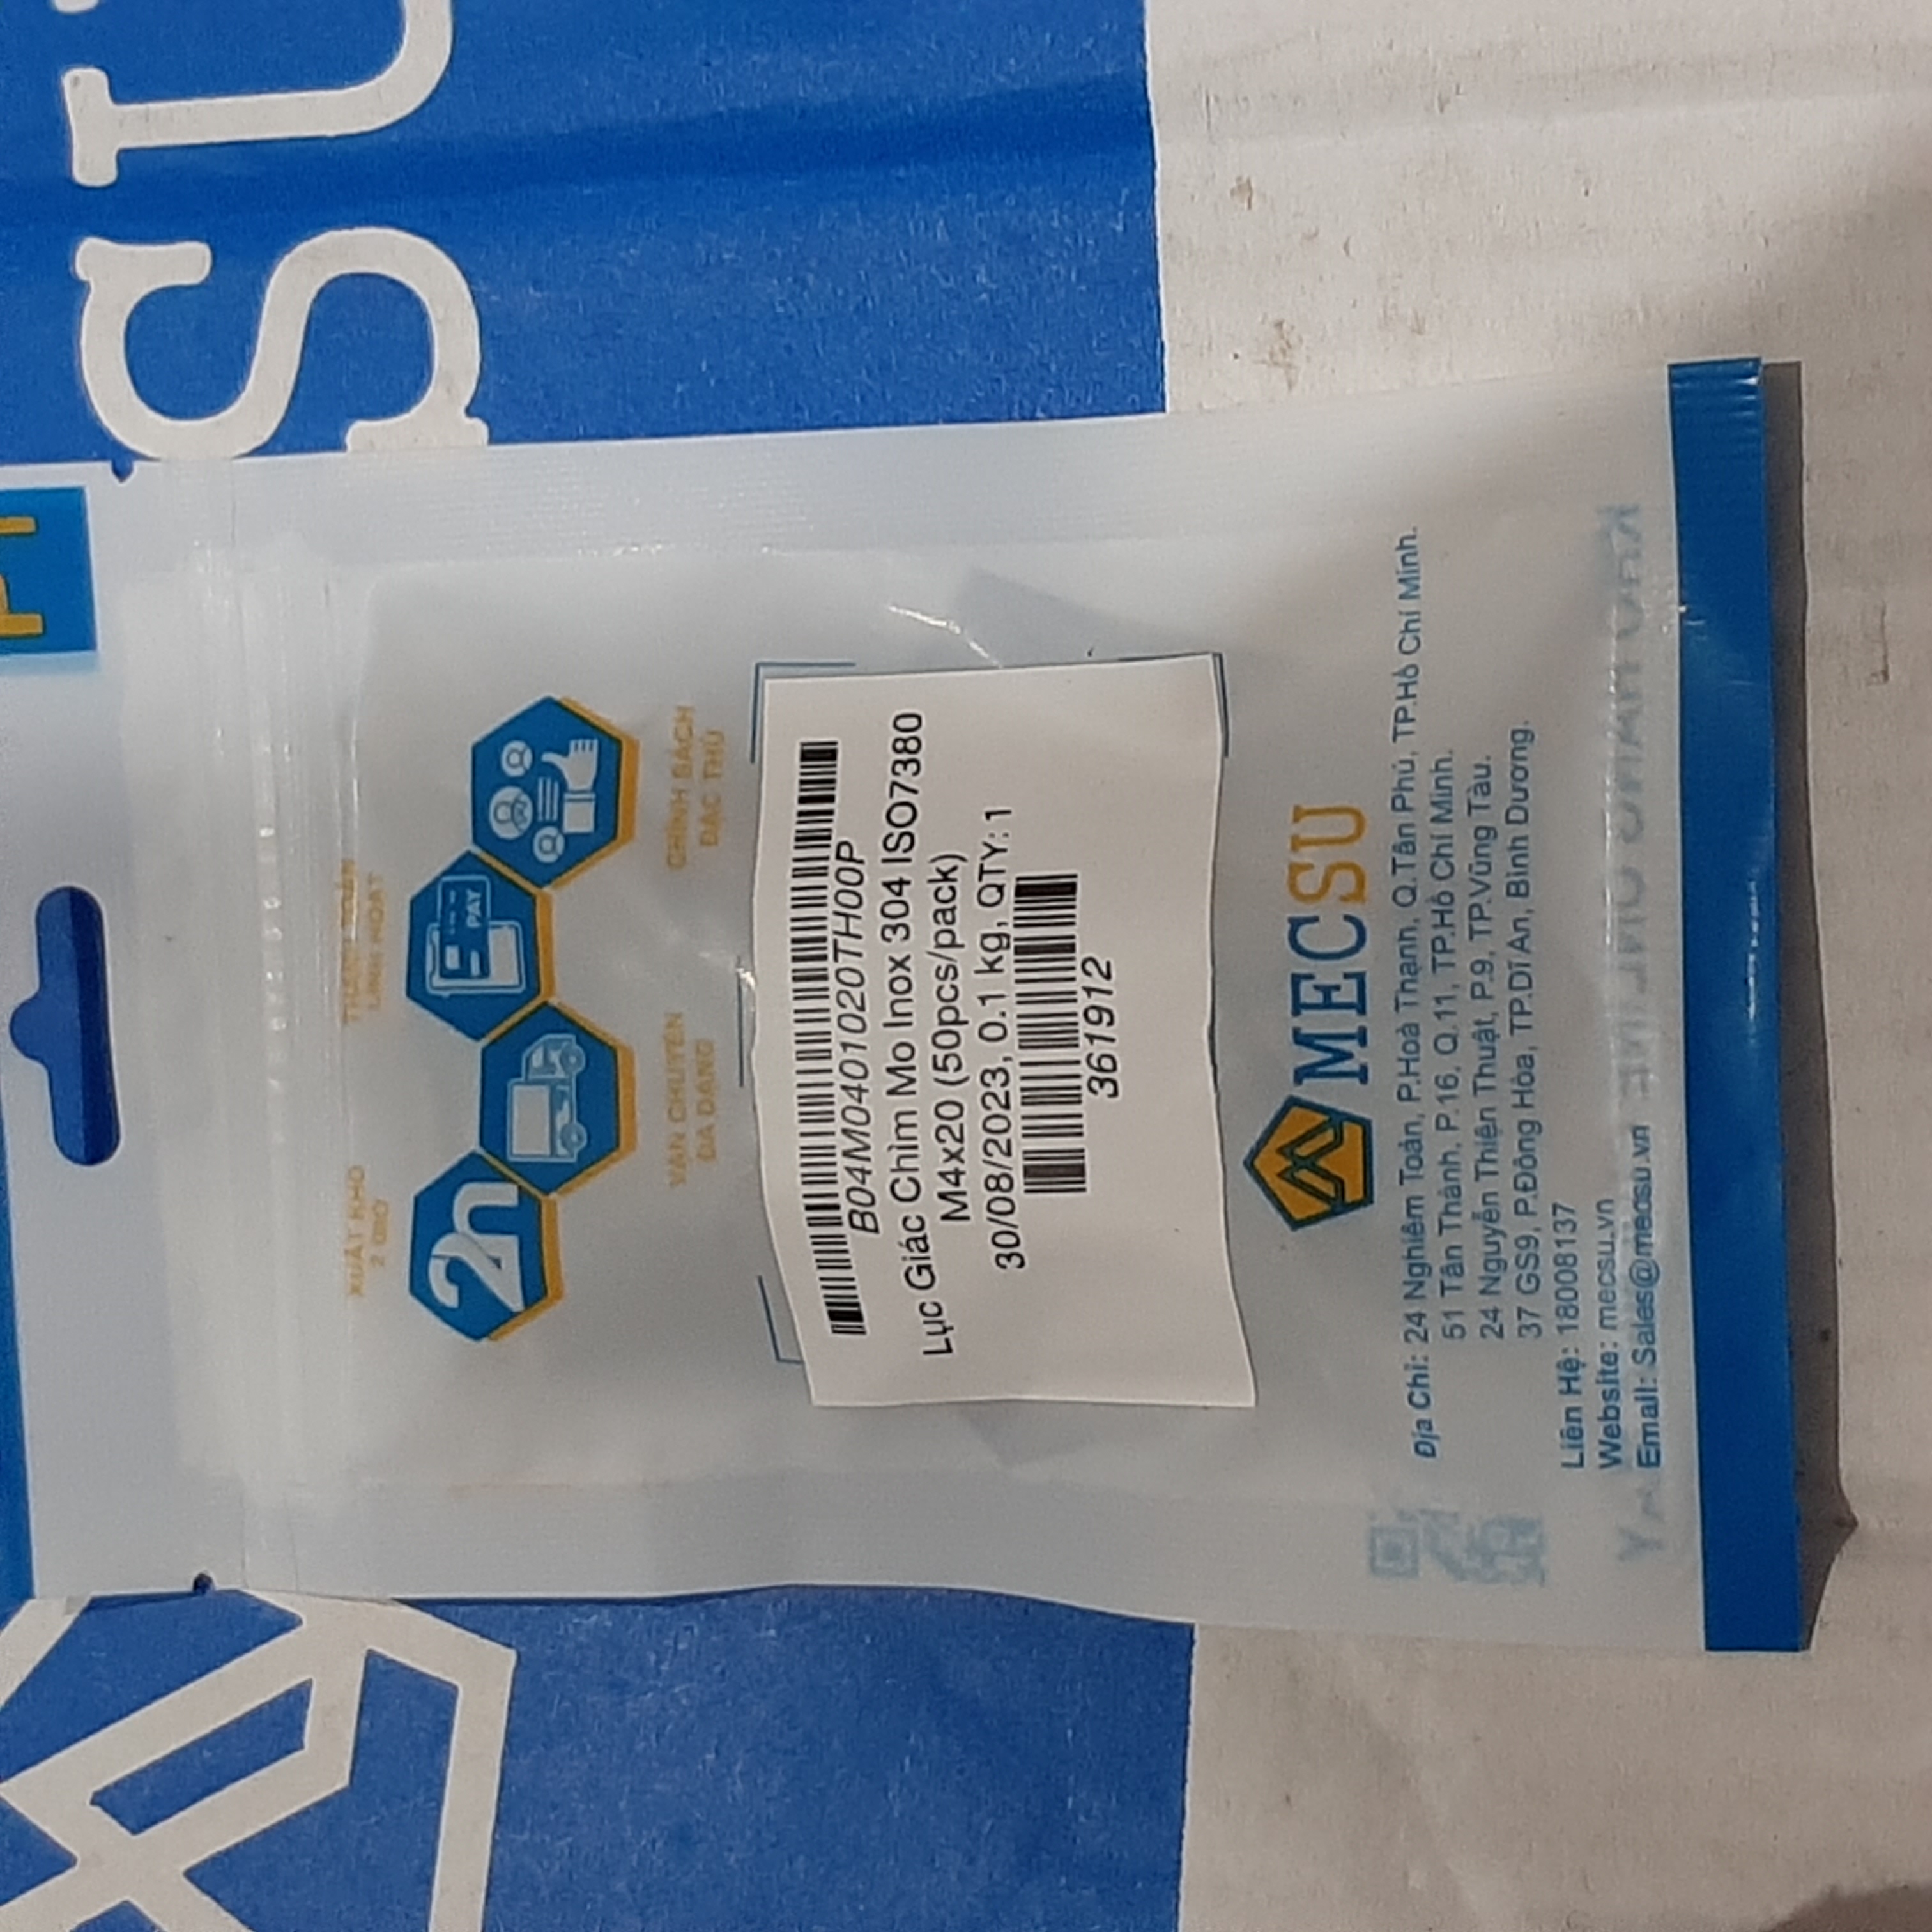 SU
XUẤT KHO
2 GIỜ
THANH TOÁN
LINH HOẠT
2h
PAY
VẬN CHUYỂN
ĐA DẠNG
CHÍNH SÁCH
ĐẶC THÙ
B04M0401020TH00P
Lục Giác Chìm Mo Inox 304 ISO7380
M4x20 (50pcs/pack)
30/08/2023, 0.1 kg, QTY: 1
3619912
MECSU
Địa Chỉ: 24 Nghiêm Toản, P.Hoà Thạnh, Q.Tân Phú, TP.Hồ Chí Minh.
51 Tân Thành, P.16, Q.11, TP.Hồ Chí Minh.
24 Nguyễn Thiện Thuật, P.9, TP.Vũng Tàu.
37 GS9, P.Đông Hòa, TP.Dĩ An, Bình Dương.
Liên Hệ: 18008137
Website: mecsu.vn
Email: Sales@mecsu.vn